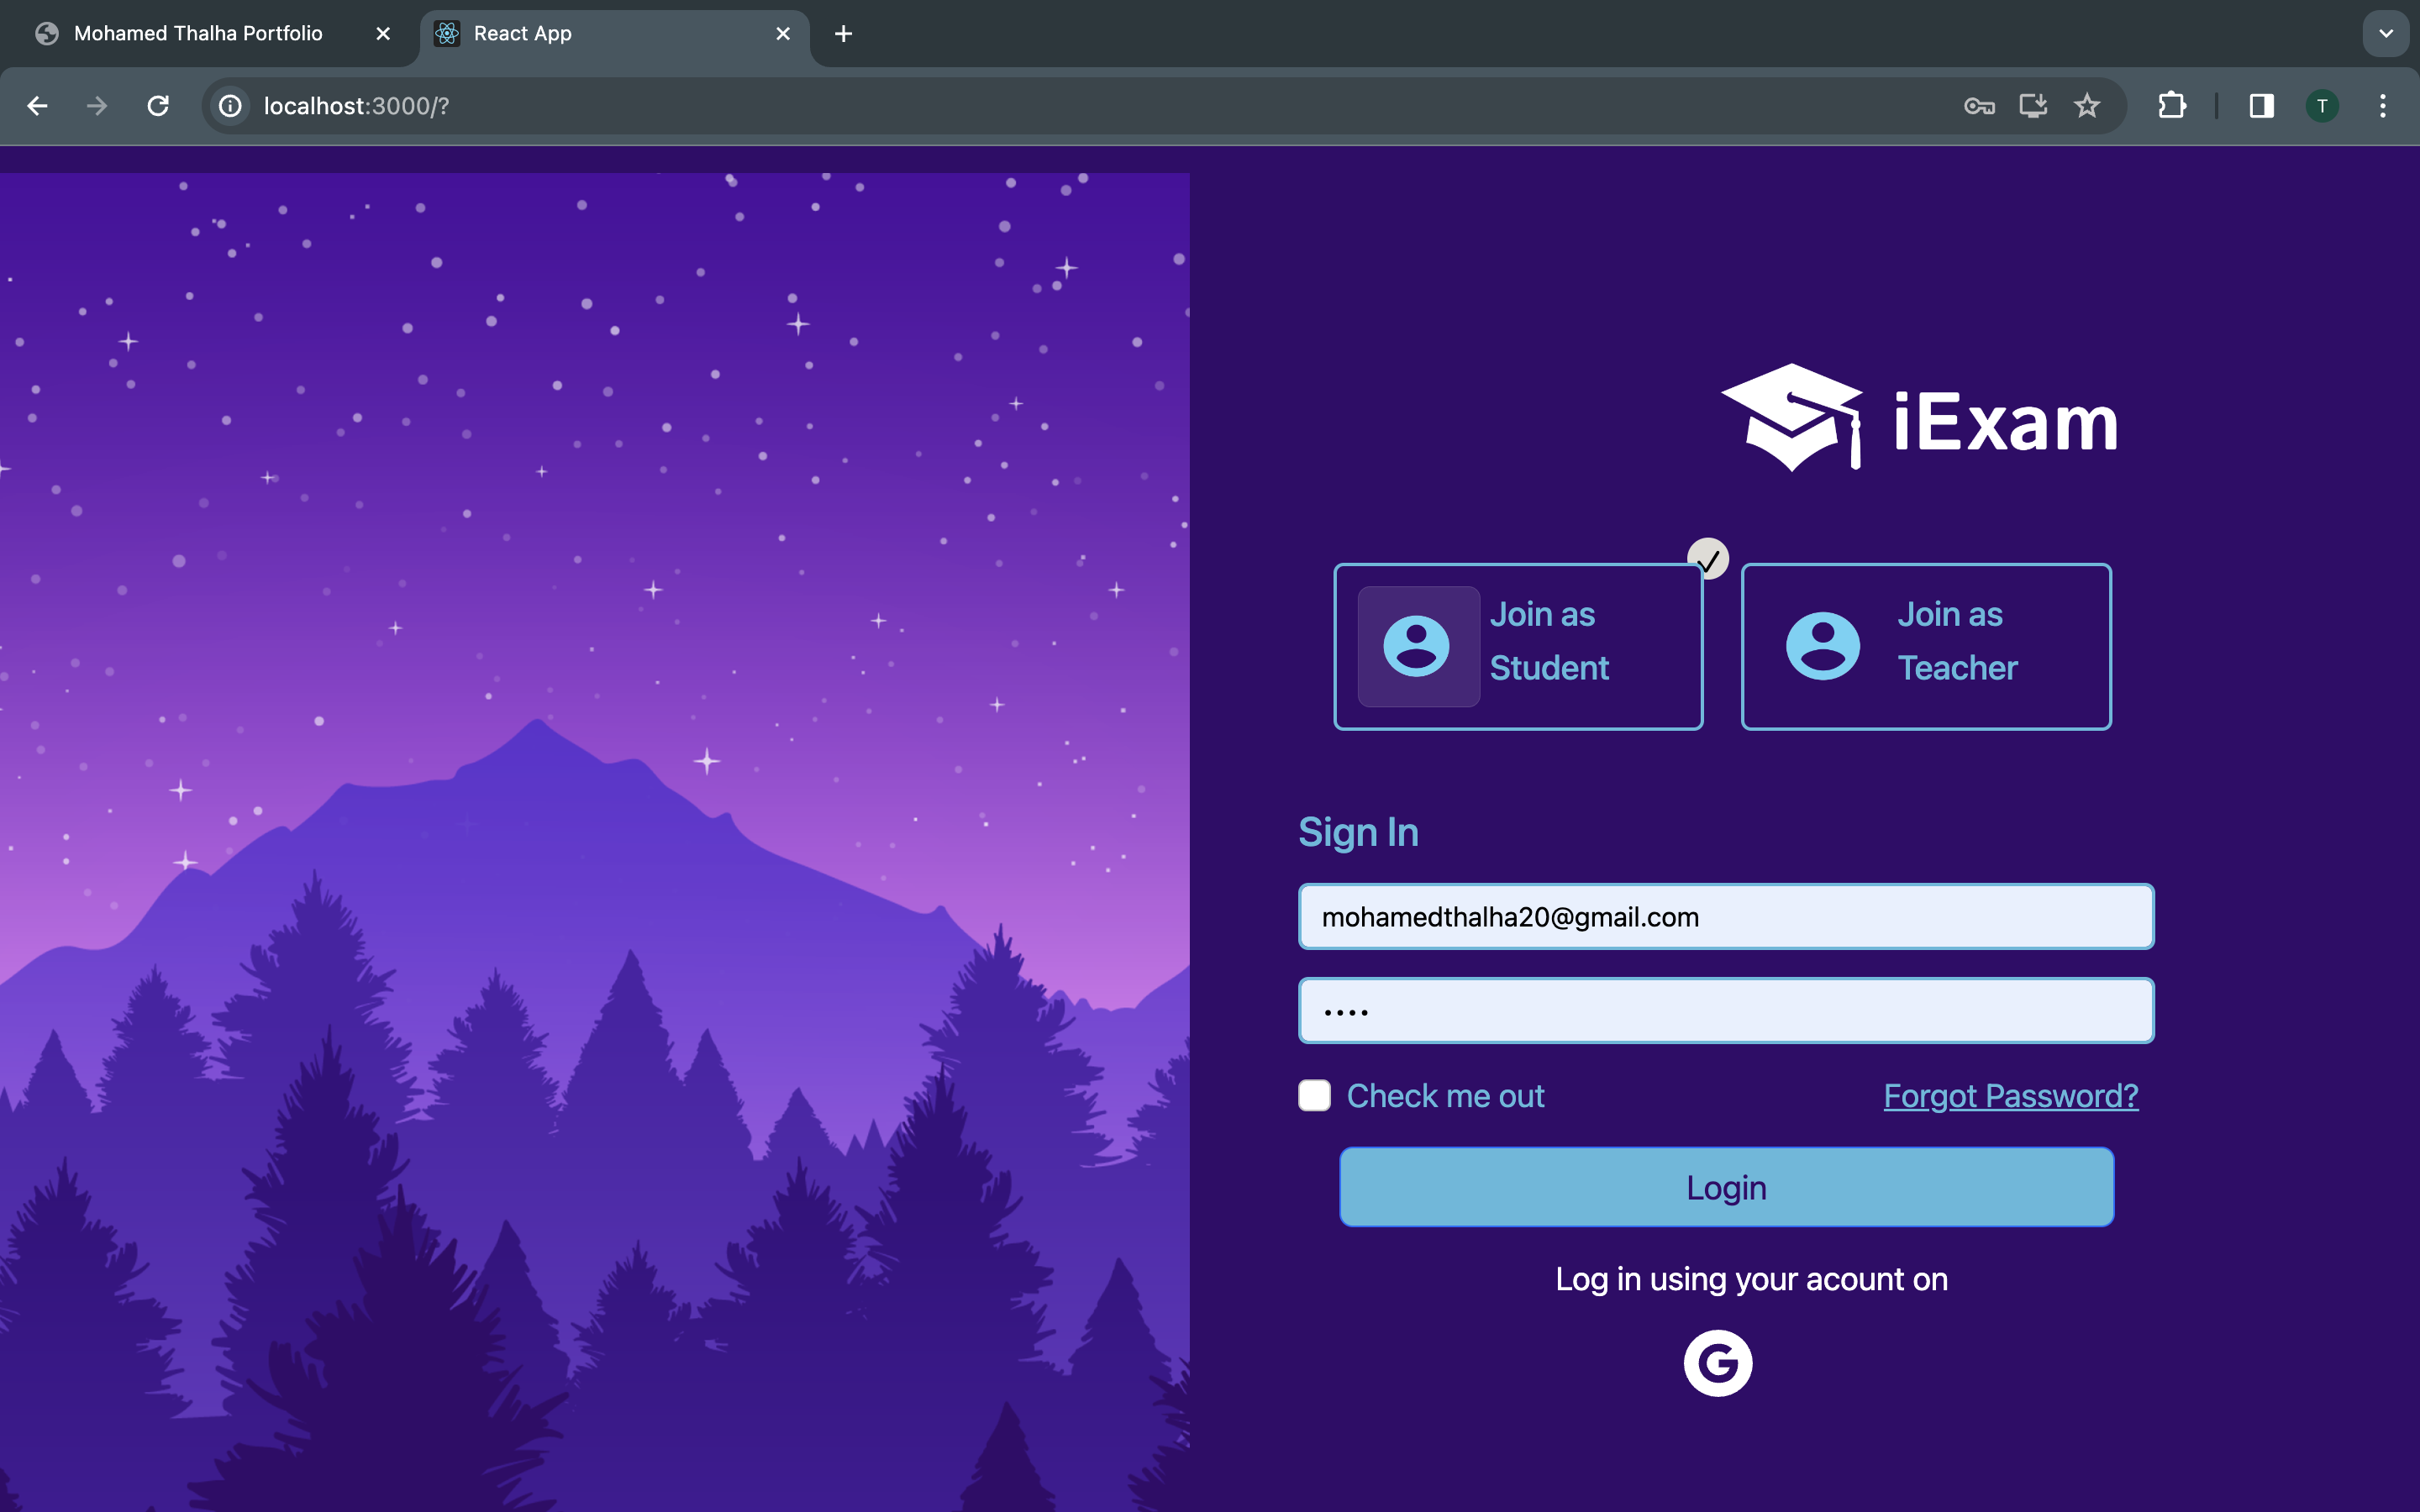 Mohamed Thalha Portfolio
React App
localhost:3000/?
T
iExam
Join as
Student
Join as
Teacher
Sign In
mohamedthalha20@gmail.com
••••
Check me out
Forgot Password?
Login
Log in using your acount on
G